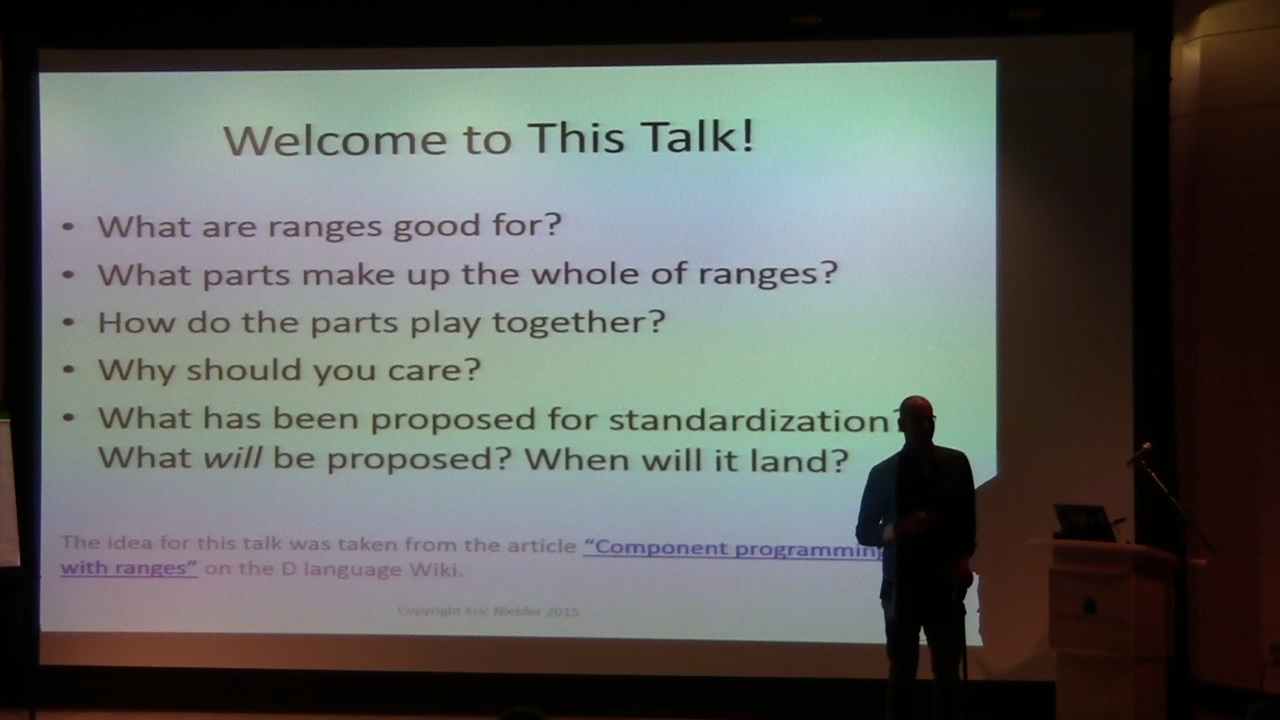 Welcome to This Talk!
• What are ranges good for?
• What parts make up the whole of ranges?
• How do the parts play together?
• Why should you care?
• What has been proposed for standardization?
What will be proposed? When will it land?
The idea for this talk was taken from the article “Component programming
with ranges” on the D language Wiki.
Copyright Eric Niebler 2015